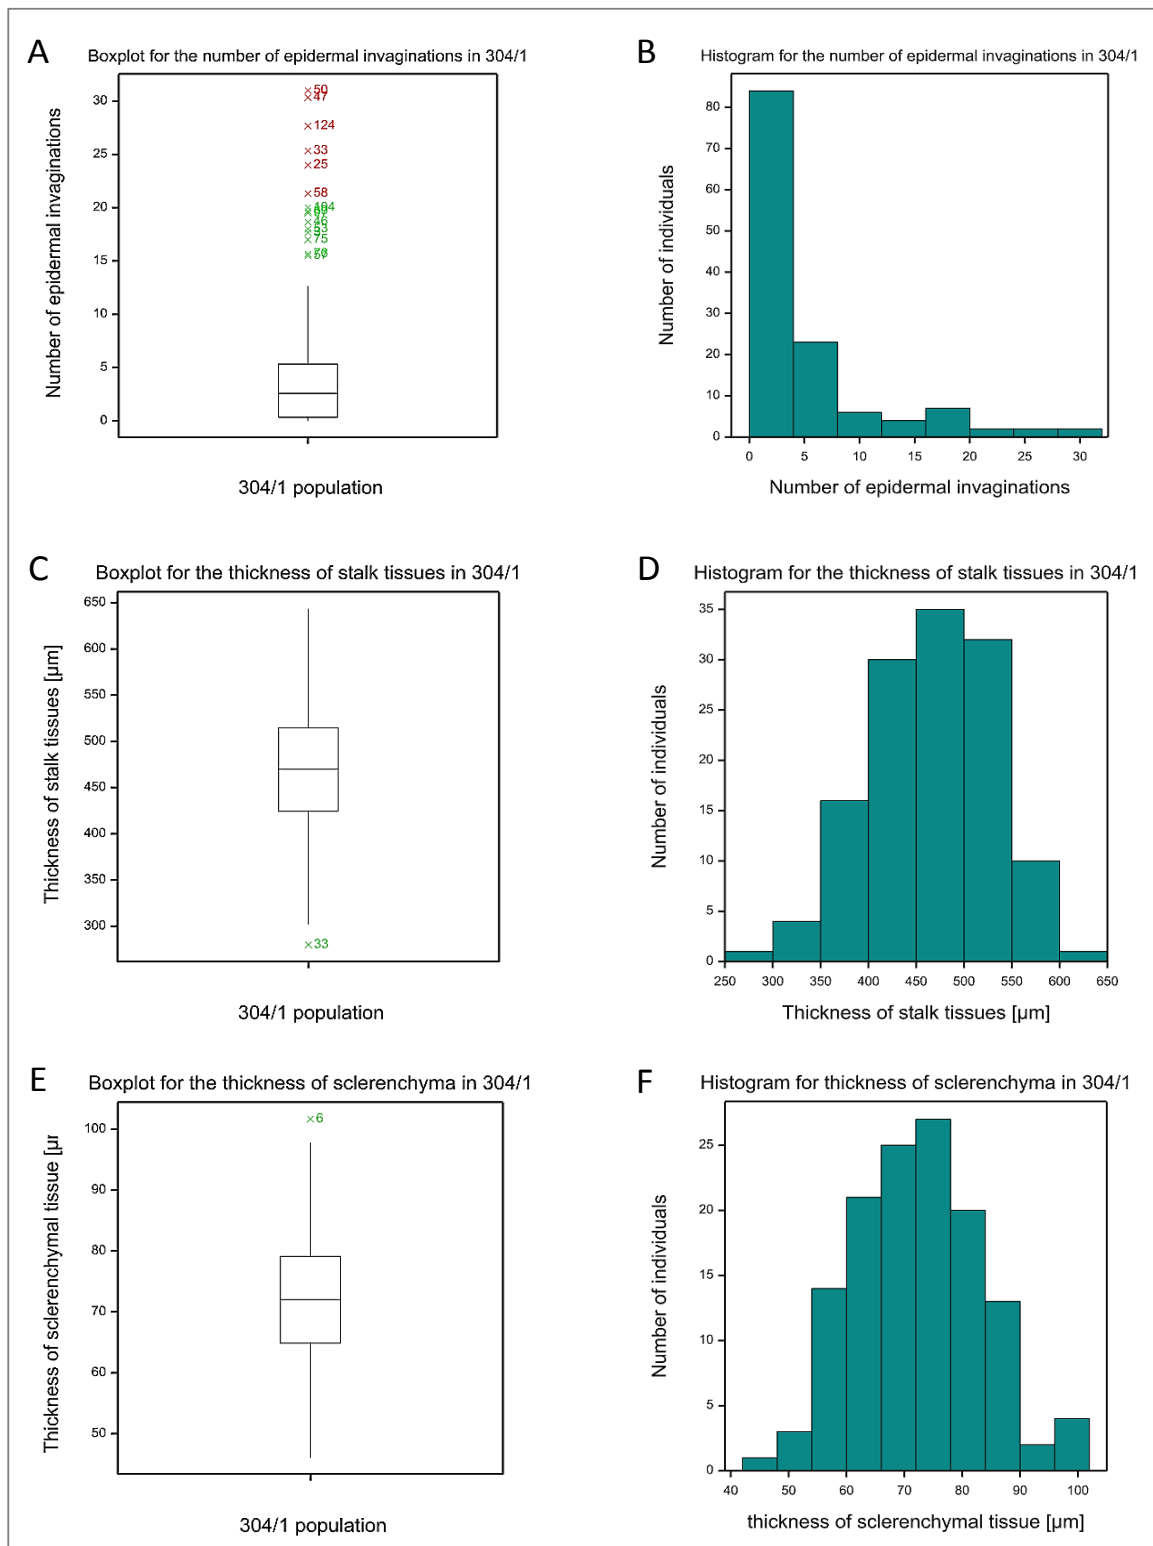 A
Boxplot for the number of epidermal invaginations in 304/1
Number of epidermal invaginations
30
25
20
15
10
5
0
50
47
124
33
25
58
46
53
75
57
304/1 population
B
Histogram for the number of epidermal invaginations in 304/1
Number of individuals
80
70
60
50
40
30
20
10
0
0 5 10 15 20 25 30
Number of epidermal invaginations
C
Boxplot for the thickness of stalk tissues in 304/1
Thickness of stalk tissues [µm]
650
600
550
500
450
400
350
300
33
304/1 population
D
Histogram for the thickness of stalk tissues in 304/1
Number of individuals
35
30
25
20
15
10
5
0
250 300 350 400 450 500 550 600 650
Thickness of stalk tissues [µm]
E
Boxplot for the thickness of sclerenchyma in 304/1
Thickness of sclerenchymal tissue [µr
100
90
80
70
60
50
6
304/1 population
F
Histogram for thickness of sclerenchyma in 304/1
Number of individuals
25
20
15
10
5
0
40 50 60 70 80 90 100
thickness of sclerenchymal tissue [µm]